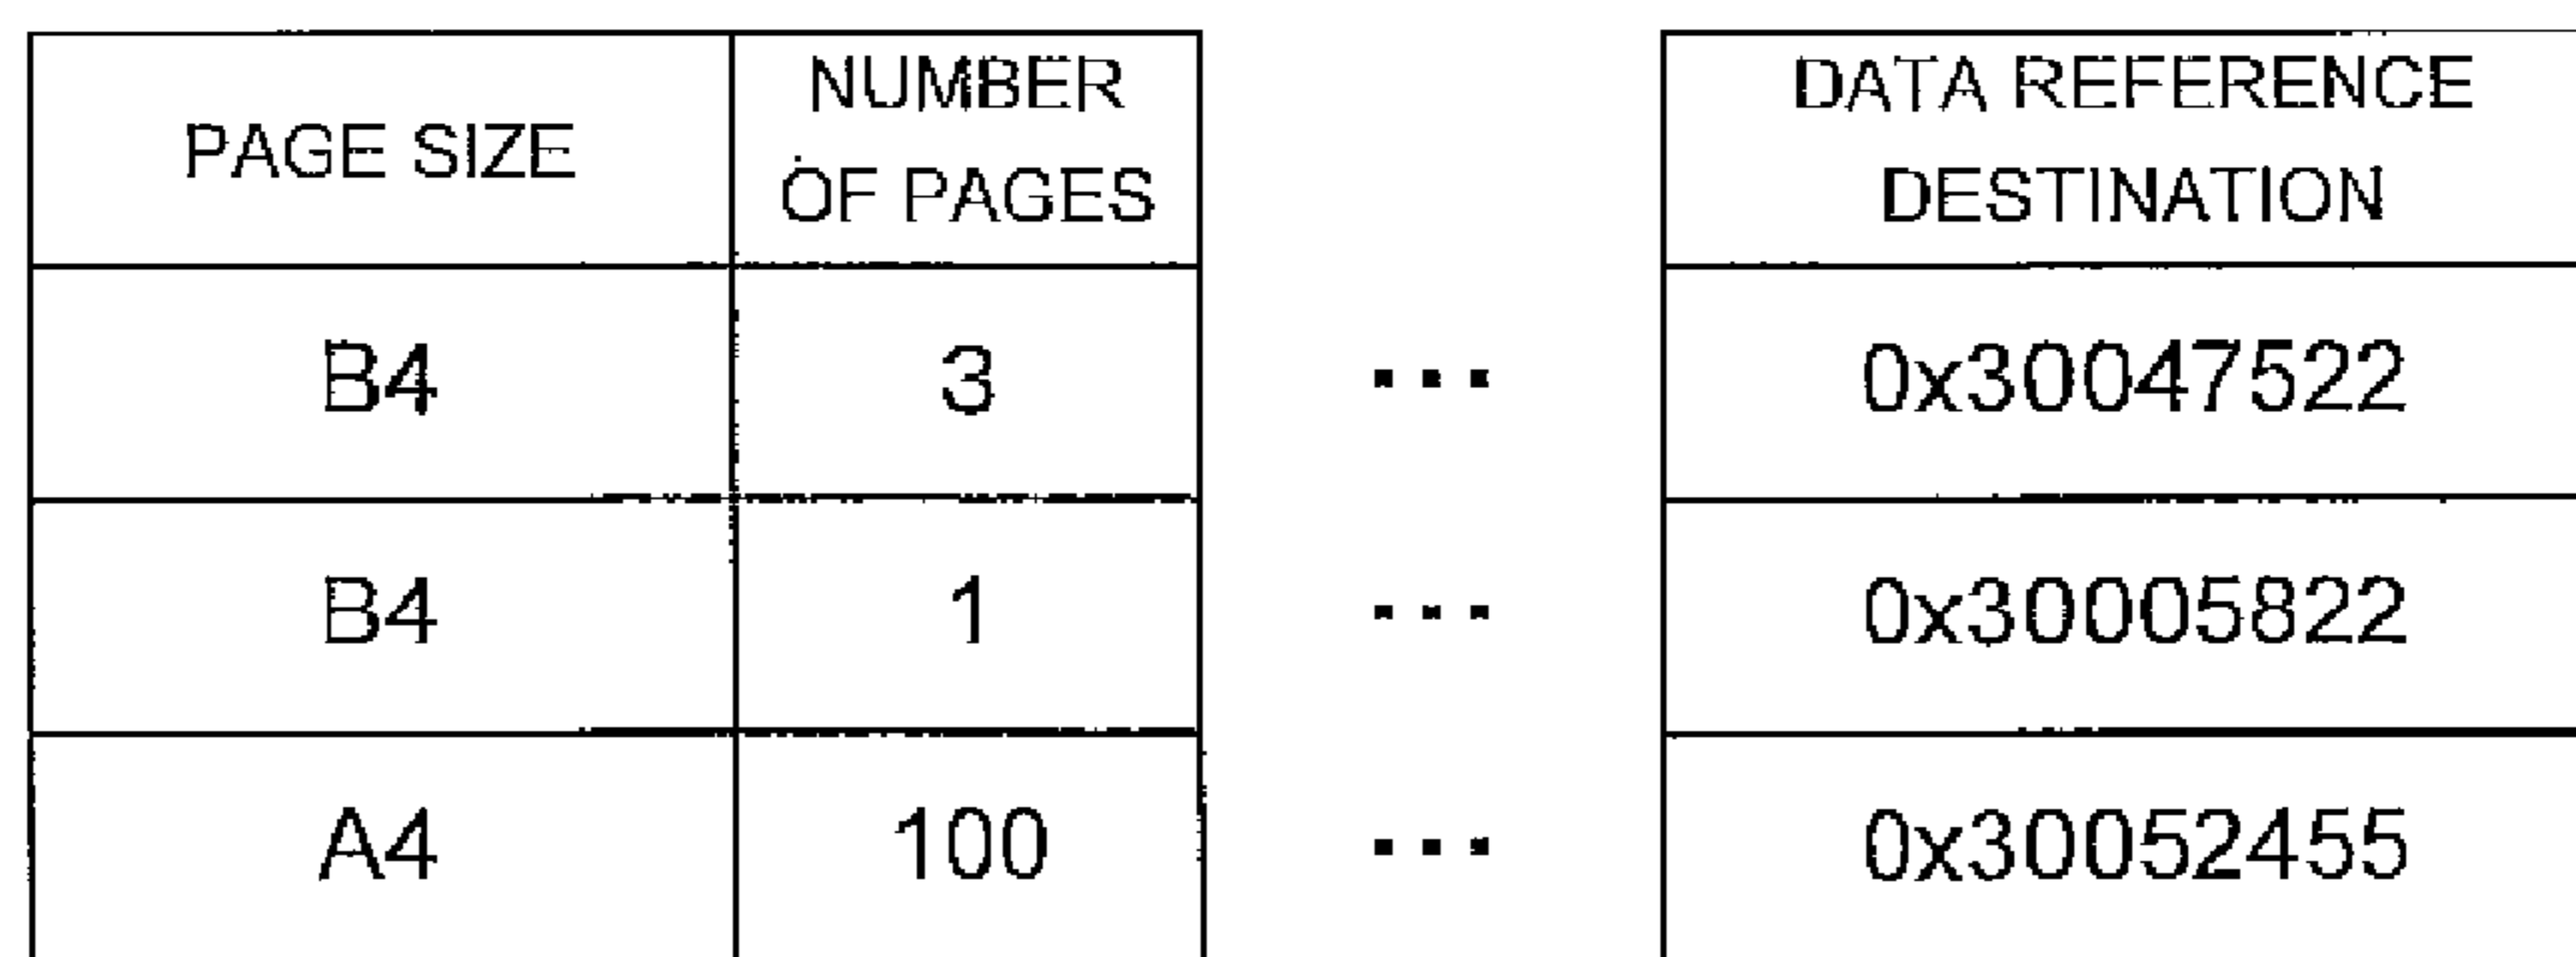 PAGE SIZE NUMBER OF PAGES DATA REFERENCE DESTINATION
B4 3 ... 0x30047522
B4 1 ... 0x30005822
A4 100 ... 0x30052455